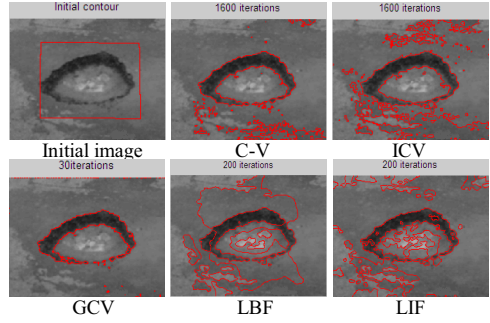 Initial contour
1600 iterations
1600 iterations
Initial image
C-V
ICV
30iterations
200 iterations
200 iterations
GCV
LBF
LIF